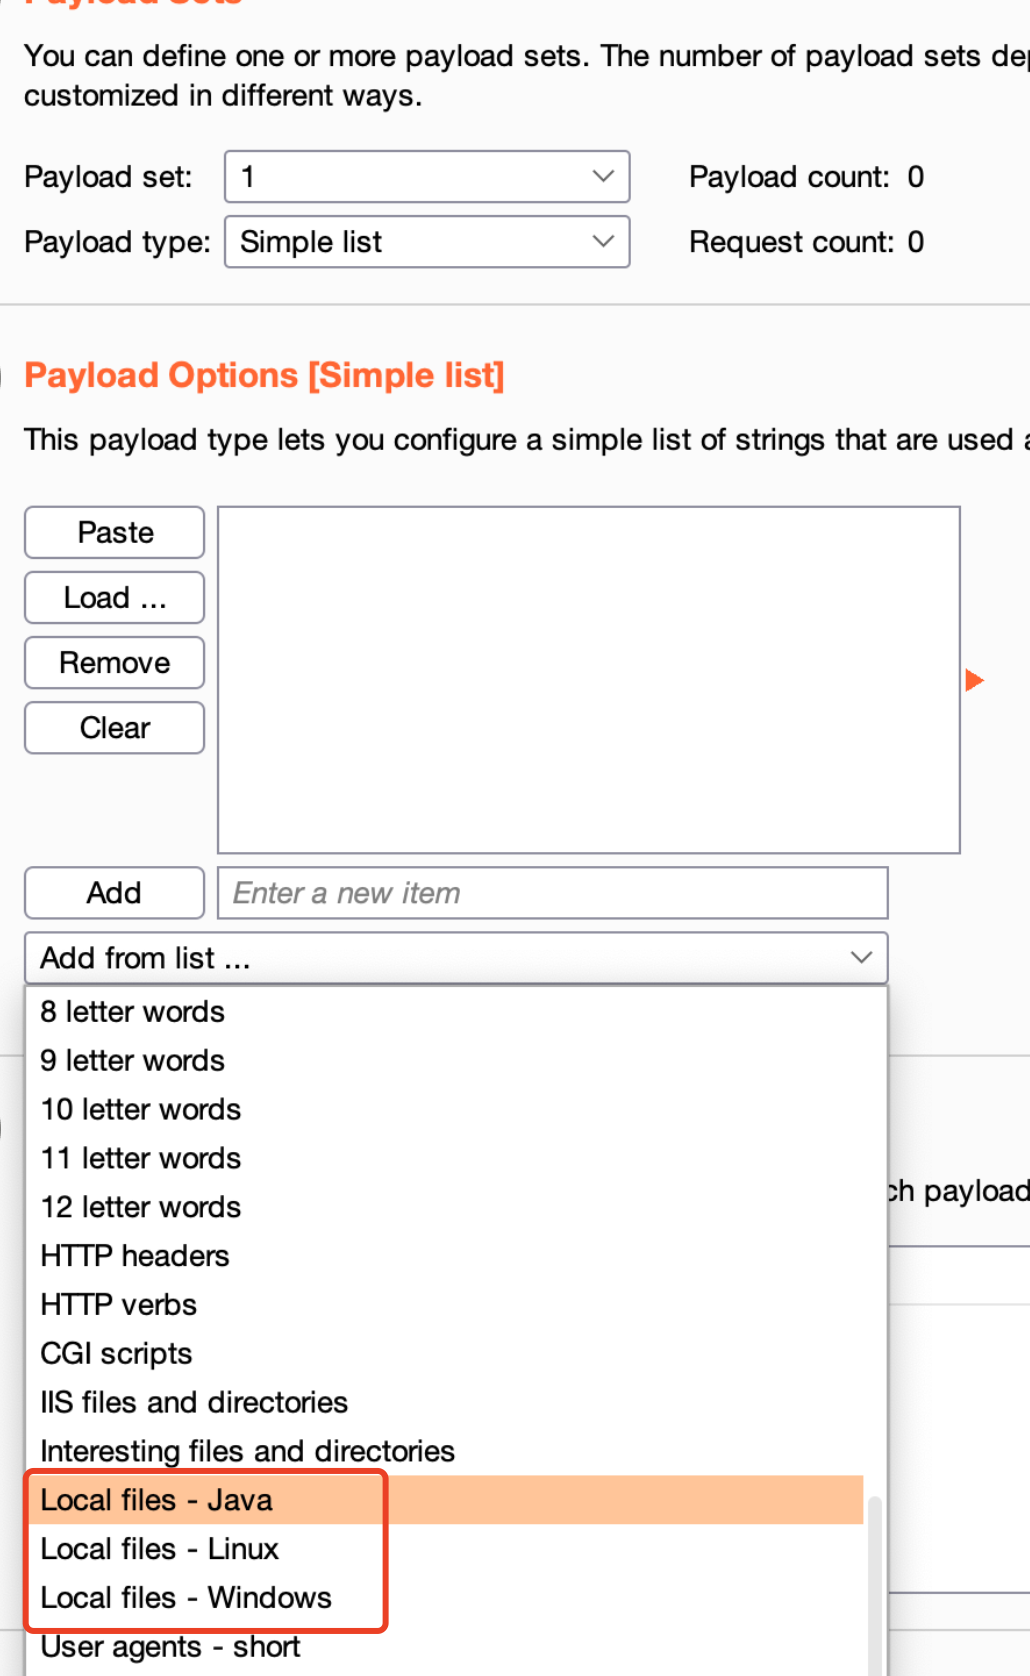 Payload Sets
You can define one or more payload sets. The number of payload sets
customized in different ways.
Payload set: 1 Payload count: 0
Payload type: Simple list Request count: 0
Payload Options [Simple list]
This payload type lets you configure a simple list of strings that are used
Paste
Load ...
Remove
Clear
Add Enter a new item
Add from list ...
8 letter words
9 letter words
10 letter words
11 letter words
12 letter words
ch payload
HTTP headers
HTTP verbs
CGI scripts
IIS files and directories
Interesting files and directories
Local files - Java
Local files - Linux
Local files - Windows
User agents - short